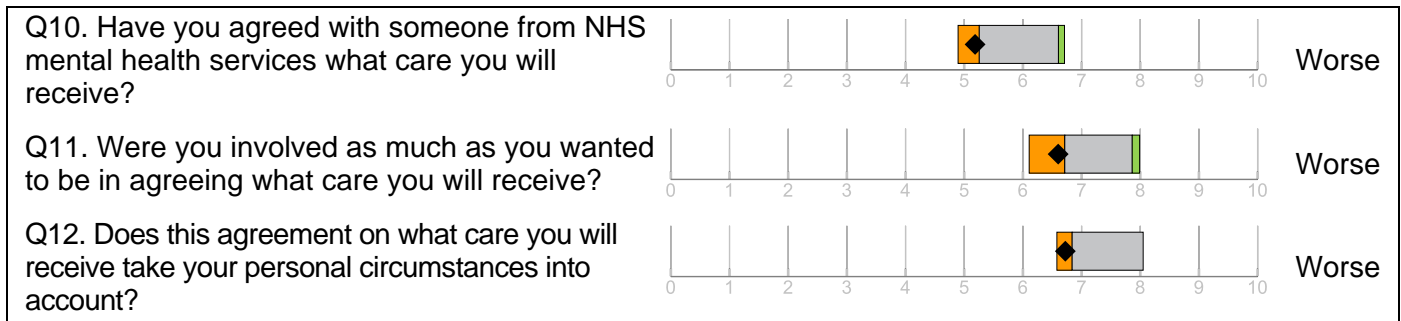 Q10. Have you agreed with someone from NHS
mental health services what care you will
receive?
0 1 2 3 4 5 6 7 8 9 10
Worse
Q11. Were you involved as much as you wanted
to be in agreeing what care you will receive?
0 1 2 3 4 5 6 7 8 9 10
Worse
Q12. Does this agreement on what care you will
receive take your personal circumstances into
account?
0 1 2 3 4 5 6 7 8 9 10
Worse